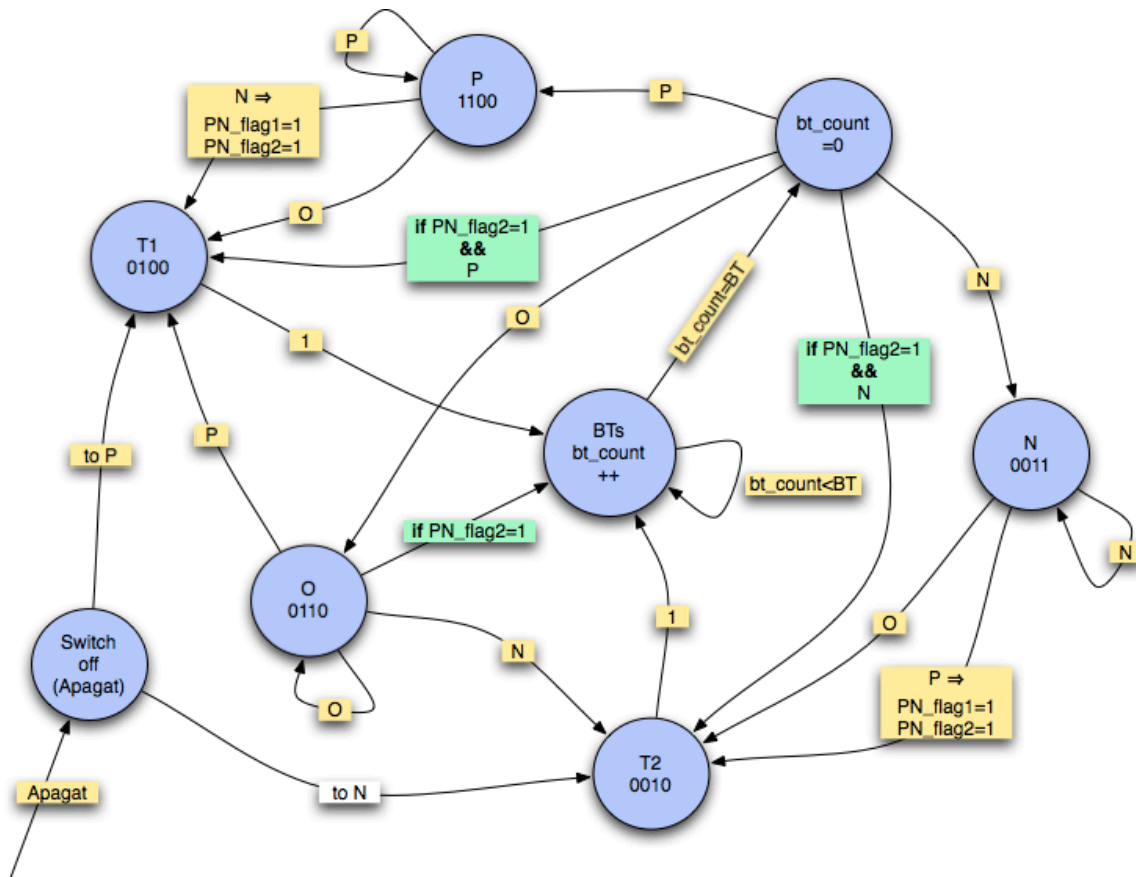 P
P
1100
P
bt_count
=0
N ⇒
PN_flag1=1
PN_flag2=1
O
T1
0100
if PN_flag2=1
&&
P
N
bt_count=BT
O
1
if PN_flag2=1
&&
N
BTs
bt_count
++
P
to P
N
0011
bt_count<BT
if PN_flag2=1
N
O
0110
1
O
N
Switch
off
(Apagat)
P ⇒
PN_flag1=1
PN_flag2=1
O
T2
0010
Apagat
to N